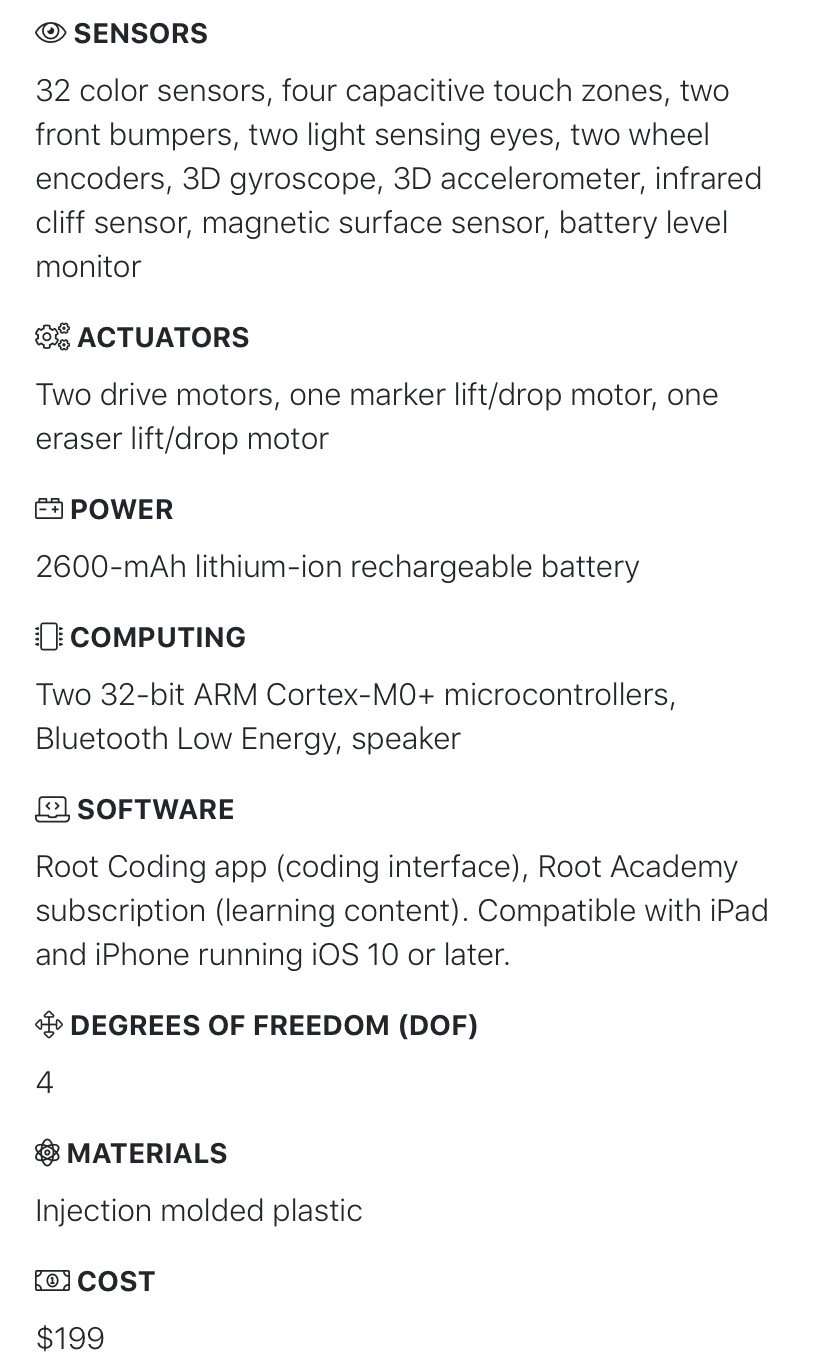 SENSORS
32 color sensors, four capacitive touch zones, two
front bumpers, two light sensing eyes, two wheel
encoders, 3D gyroscope, 3D accelerometer, infrared
cliff sensor, magnetic surface sensor, battery level
monitor
ACTUATORS
Two drive motors, one marker lift/drop motor, one
eraser lift/drop motor
POWER
2600-mAh lithium-ion rechargeable battery
COMPUTING
Two 32-bit ARM Cortex-M0+ microcontrollers,
Bluetooth Low Energy, speaker
SOFTWARE
Root Coding app (coding interface), Root Academy
subscription (learning content). Compatible with iPad
and iPhone running iOS 10 or later.
DEGREES OF FREEDOM (DOF)
4
MATERIALS
Injection molded plastic
COST
$199